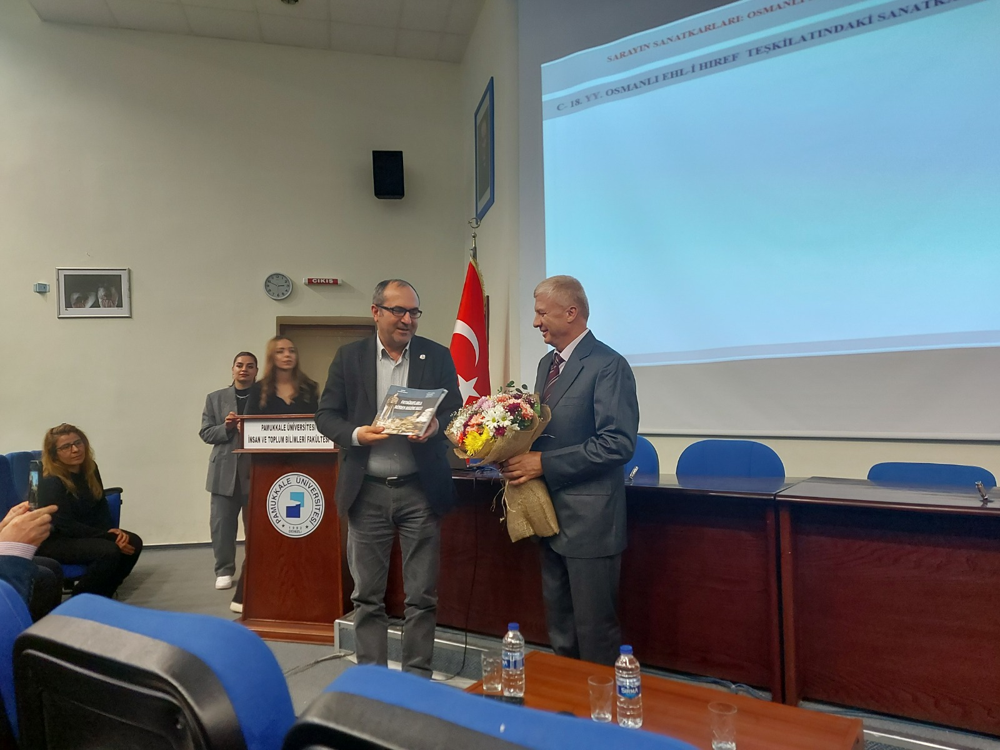 SARAYIN SANATKARLARI: OSMANLI
C- 18. YY. OSMANLI EHL-İ HIREF TEŞKİLATINDAKİ SANATKA
ÇIKIŞ
FOTOĞRAFLARLA
PAMUKKALE ÜNİVERSİTESİ
İNSAN VE TOPLUM BİLİMLERİ FAKÜLTESİ
PAMUKKALE ÜNİVERSİTESİ
1992
DENİZLİ
SIRMA